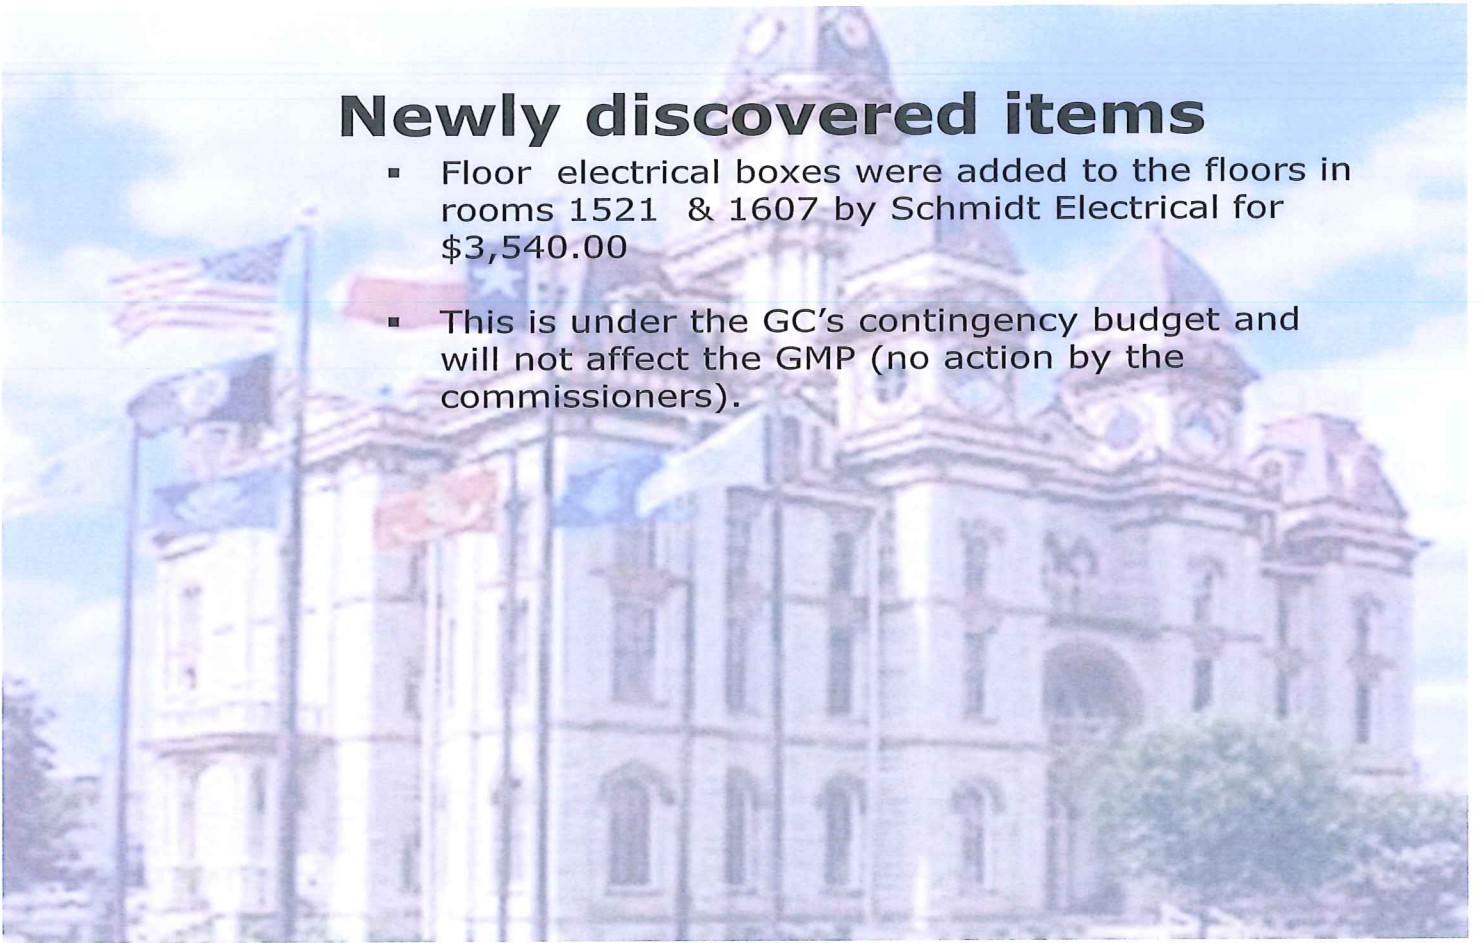 Newly discovered items
▪ Floor electrical boxes were added to the floors in
rooms 1521 & 1607 by Schmidt Electrical for
$3,540.00
▪ This is under the GC’s contingency budget and
will not affect the GMP (no action by the
commissioners).